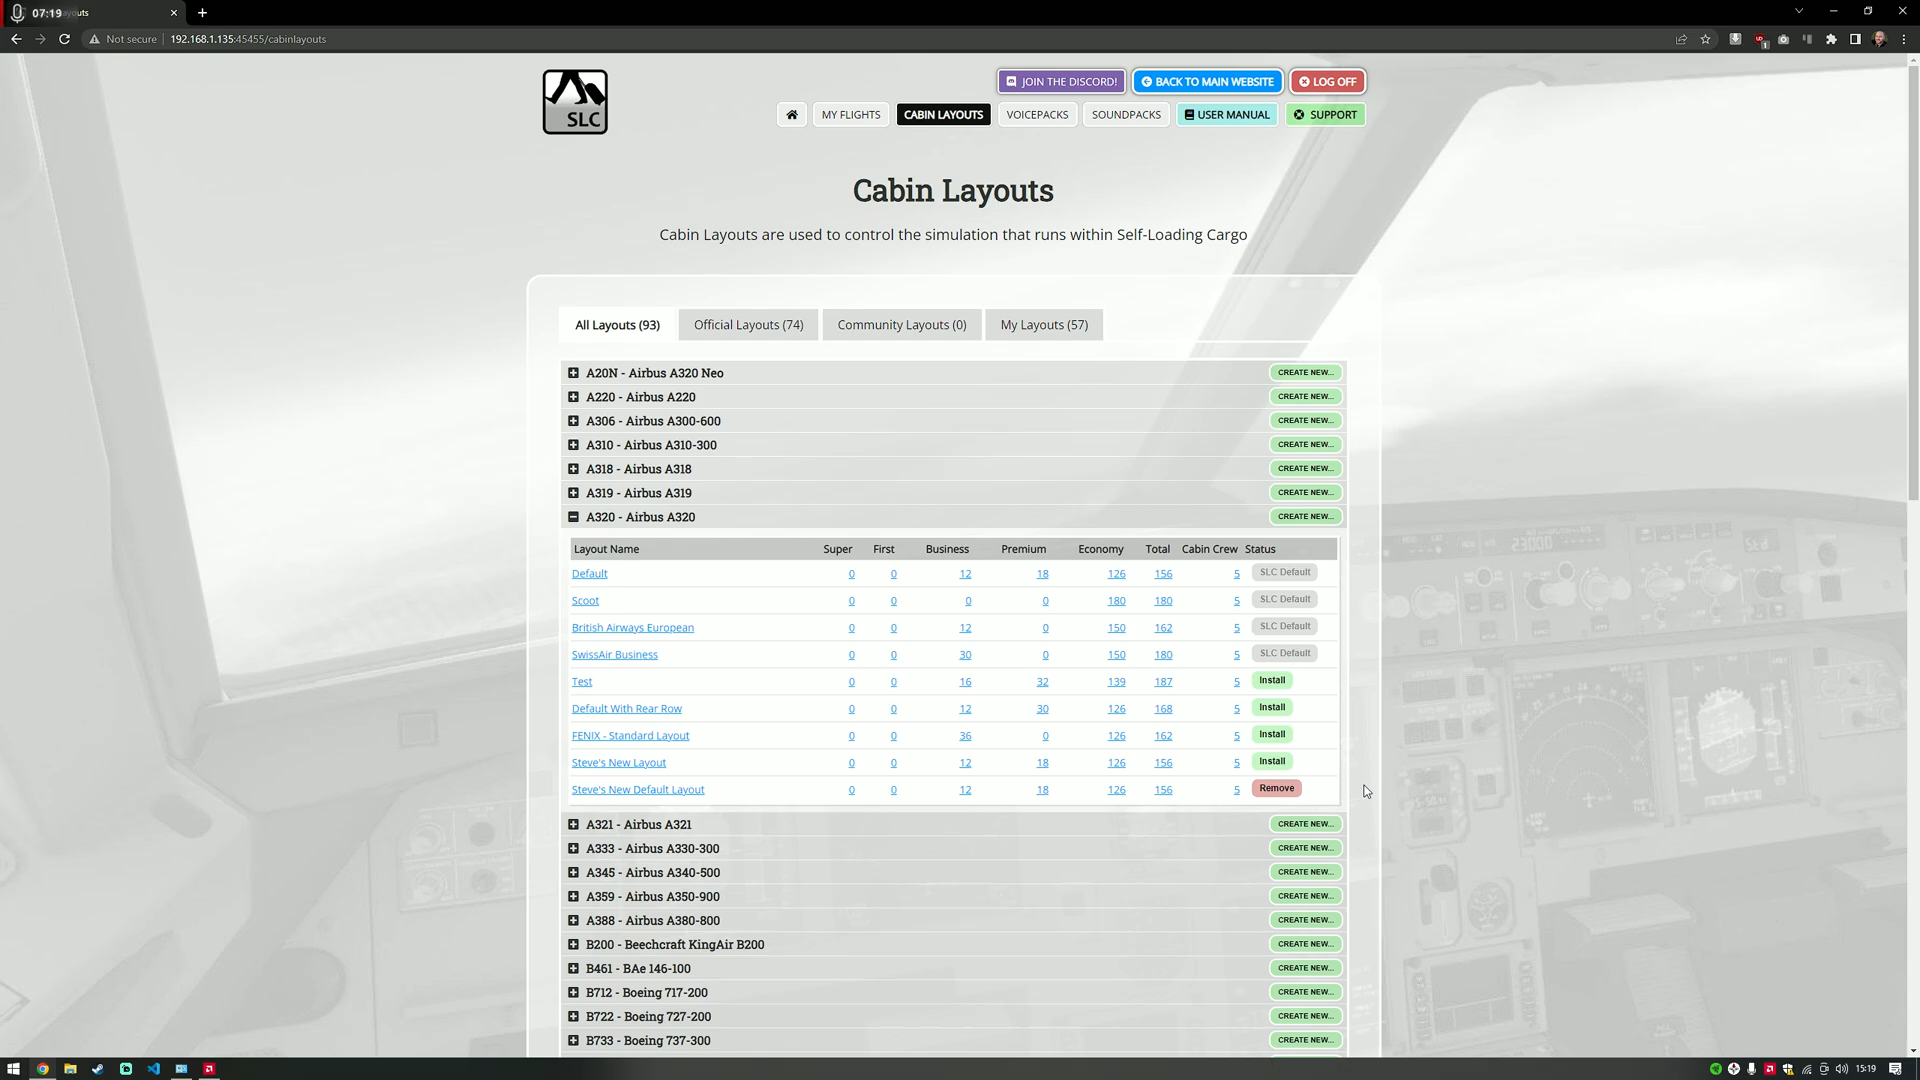 07:19
outs
Not secure 192.168.1.135:45455/cabinlayouts
SLC
JOIN THE DISCORD! BACK TO MAIN WEBSITE LOG OFF
MY FLIGHTS CABIN LAYOUTS VOICEPACKS SOUNDPACKS USER MANUAL SUPPORT
Cabin Layouts
Cabin Layouts are used to control the simulation that runs within Self-Loading Cargo
All Layouts (93) Official Layouts (74) Community Layouts (0) My Layouts (57)
A20N - Airbus A320 Neo CREATE NEW...
A220 - Airbus A220 CREATE NEW...
A306 - Airbus A300-600 CREATE NEW...
A310 - Airbus A310-300 CREATE NEW...
A318 - Airbus A318 CREATE NEW...
A319 - Airbus A319 CREATE NEW...
A320 - Airbus A320 CREATE NEW...
Layout Name Super First Business Premium Economy Total Cabin Crew Status
Default 0 0 12 18 126 156 5 SLC Default
Scoot 0 0 0 0 180 180 5 SLC Default
British Airways European 0 0 12 0 150 162 5 SLC Default
SwissAir Business 0 0 30 0 150 180 5 SLC Default
Test 0 0 16 32 139 187 5 Install
Default With Rear Row 0 0 12 30 126 168 5 Install
FENIX - Standard Layout 0 0 36 0 126 162 5 Install
Steve's New Layout 0 0 12 18 126 156 5 Install
Steve's New Default Layout 0 0 12 18 126 156 5 Remove
A321 - Airbus A321 CREATE NEW...
A333 - Airbus A330-300 CREATE NEW...
A345 - Airbus A340-500 CREATE NEW...
A359 - Airbus A350-900 CREATE NEW...
A388 - Airbus A380-800 CREATE NEW...
B200 - Beechcraft KingAir B200 CREATE NEW...
B461 - BAe 146-100 CREATE NEW...
B712 - Boeing 717-200 CREATE NEW...
B722 - Boeing 727-200 CREATE NEW...
B733 - Boeing 737-300 CREATE NEW...
15:19